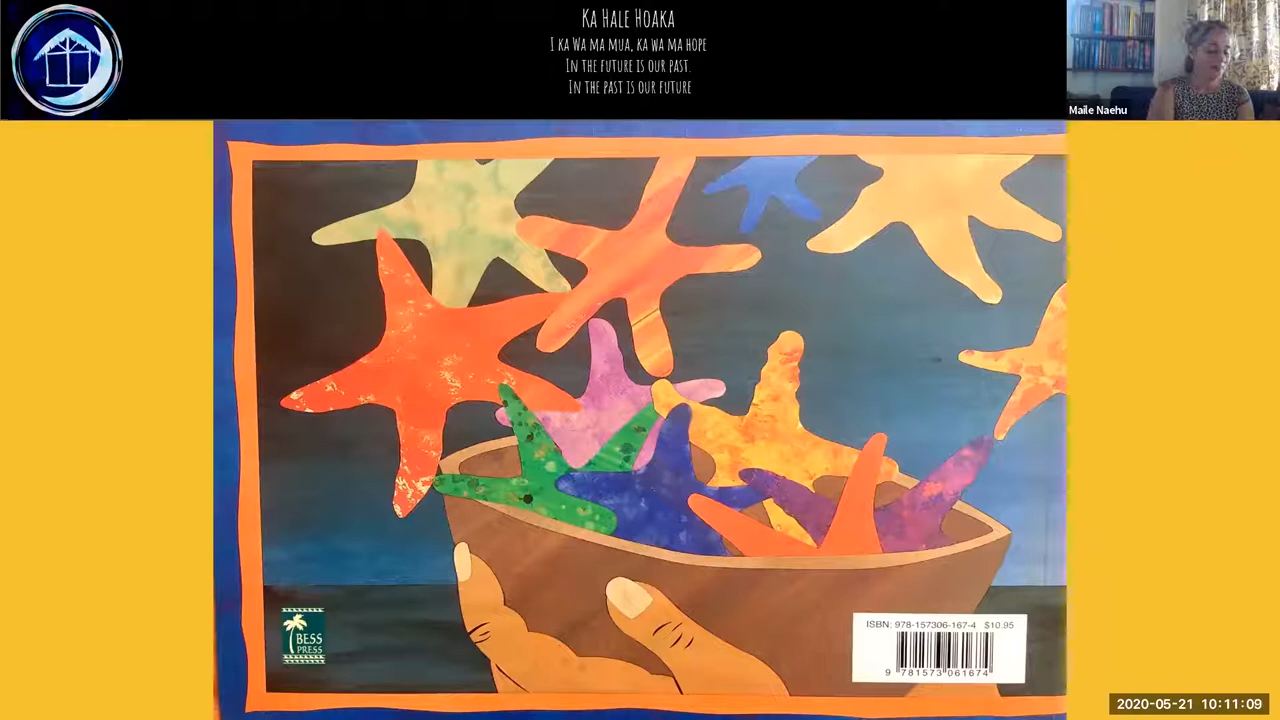 Ka Hale Hoaka
I ka Wa ma mua, ka wa ma hope
In the future is our past.
In the past is our future
Maile Naehu
BESS
PRESS
ISBN: 978-157306-167-4 $10.95
9 781573 061674
2020-05-21 10:11:09